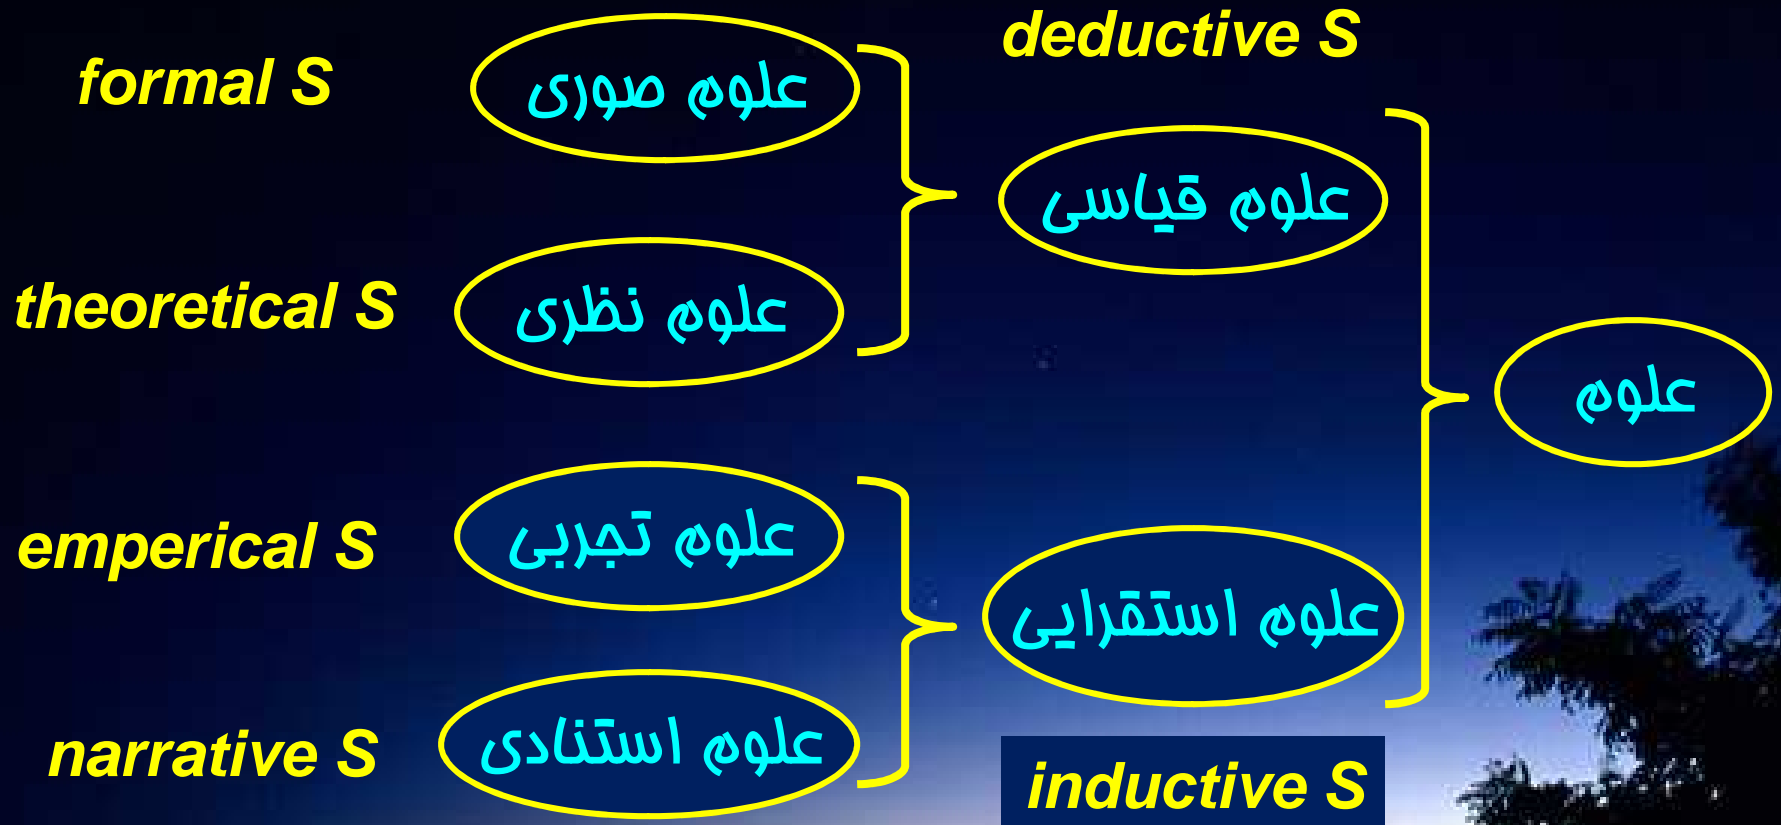 deductive S
formal S
علوم صوری
علوم قیاسی
theoretical S
علوم نظری
علوم
emperical S
علوم تجربی
علوم استقرایی
narrative S
علوم استنادی
inductive S